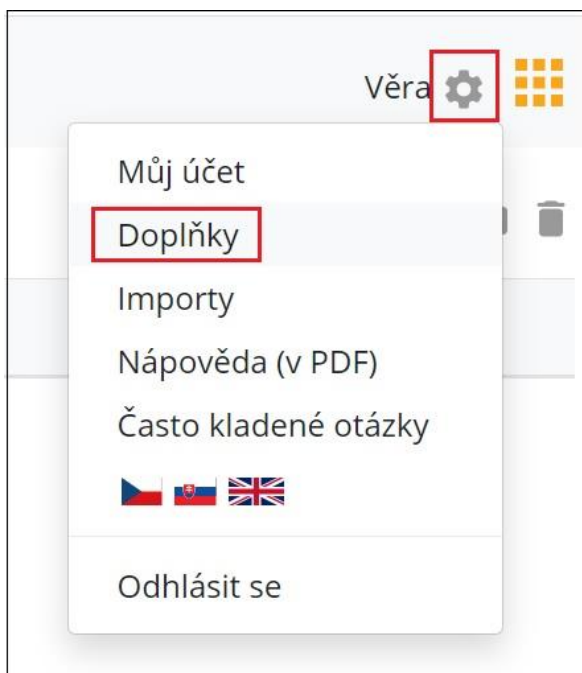 Věra
Můj účet
Doplňky
Importy
Nápověda (v PDF)
Často kladené otázky
Odhlásit se